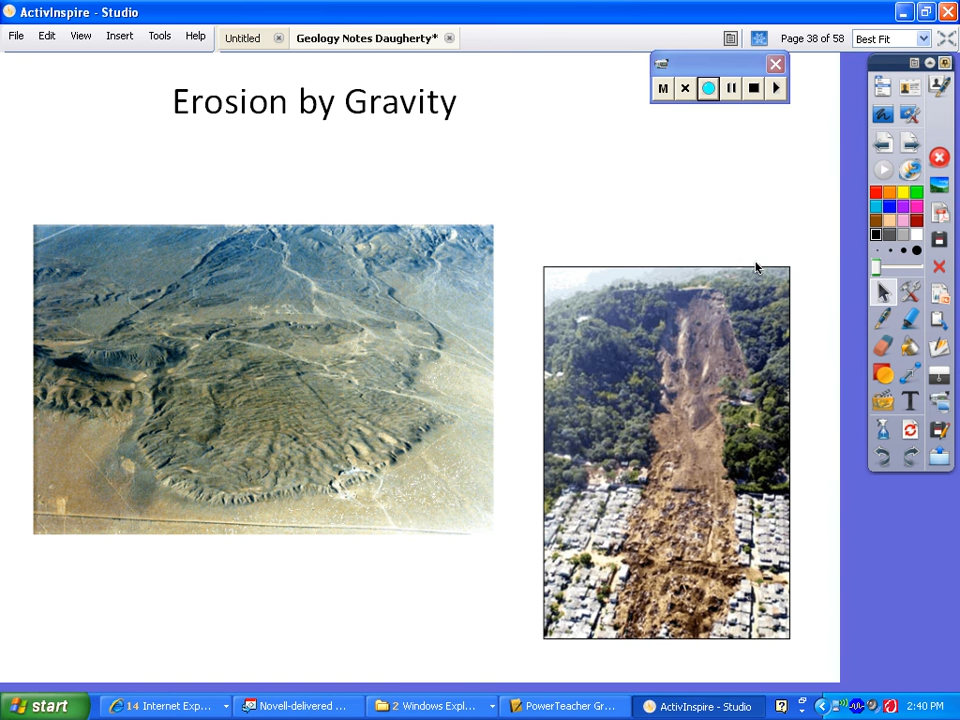 ActivInspire - Studio
File Edit View Insert Tools Help
Untitled
Geology Notes Daugherty*
Page 38 of 58
Best Fit
M
Erosion by Gravity
T
start
14 Internet Exp...
Novell-delivered ...
2 Windows Expl...
PowerTeacher Gr...
ActivInspire - Studio
?
2:40 PM